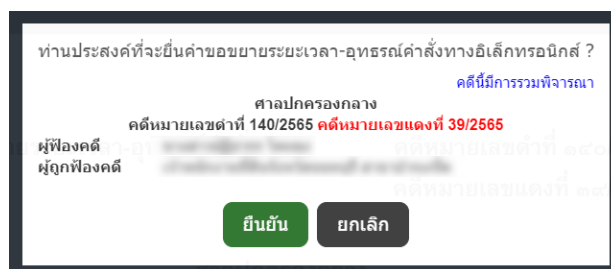 ท่านประสงค์ที่จะยื่นคำขอขยายระยะเวลา-อุทธรณ์คำสั่งทางอิเล็กทรอนิกส์ ?
คดีนี้มีการรวมพิจารณา
ศาลปกครองกลาง
คดีหมายเลขดำที่ 140/2565 คดีหมายเลขแดงที่ 39/2565
ผู้ฟ้องคดี
ผู้ถูกฟ้องคดี
ยืนยัน ยกเลิก